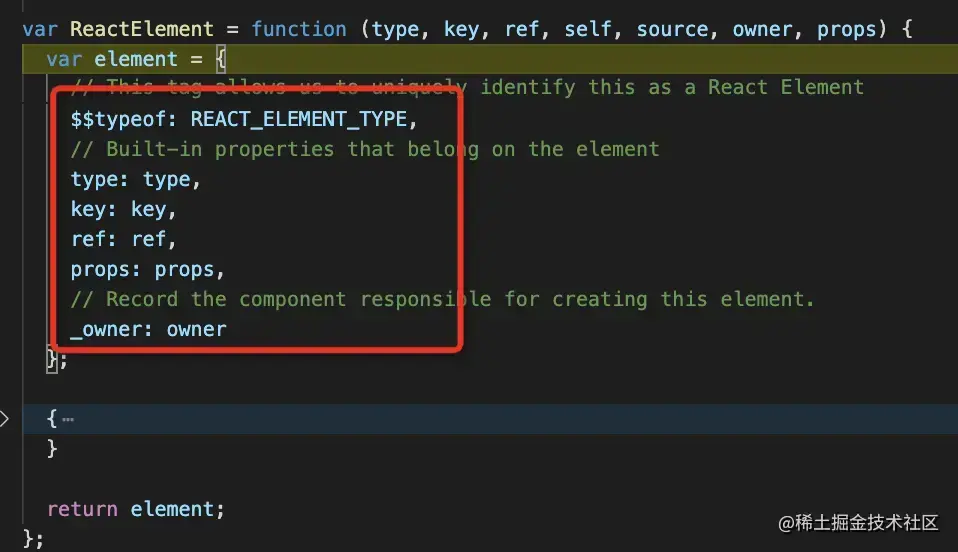 var ReactElement = function (type, key, ref, self, source, owner, props) {
var element = {
// This tag allows us to uniquely identify this as a React Element
$$typeof: REACT_ELEMENT_TYPE,
// Built-in properties that belong on the element
type: type,
key: key,
ref: ref,
props: props,
// Record the component responsible for creating this element.
_owner: owner
};
{…
}
return element;
};
@稀土掘金技术社区